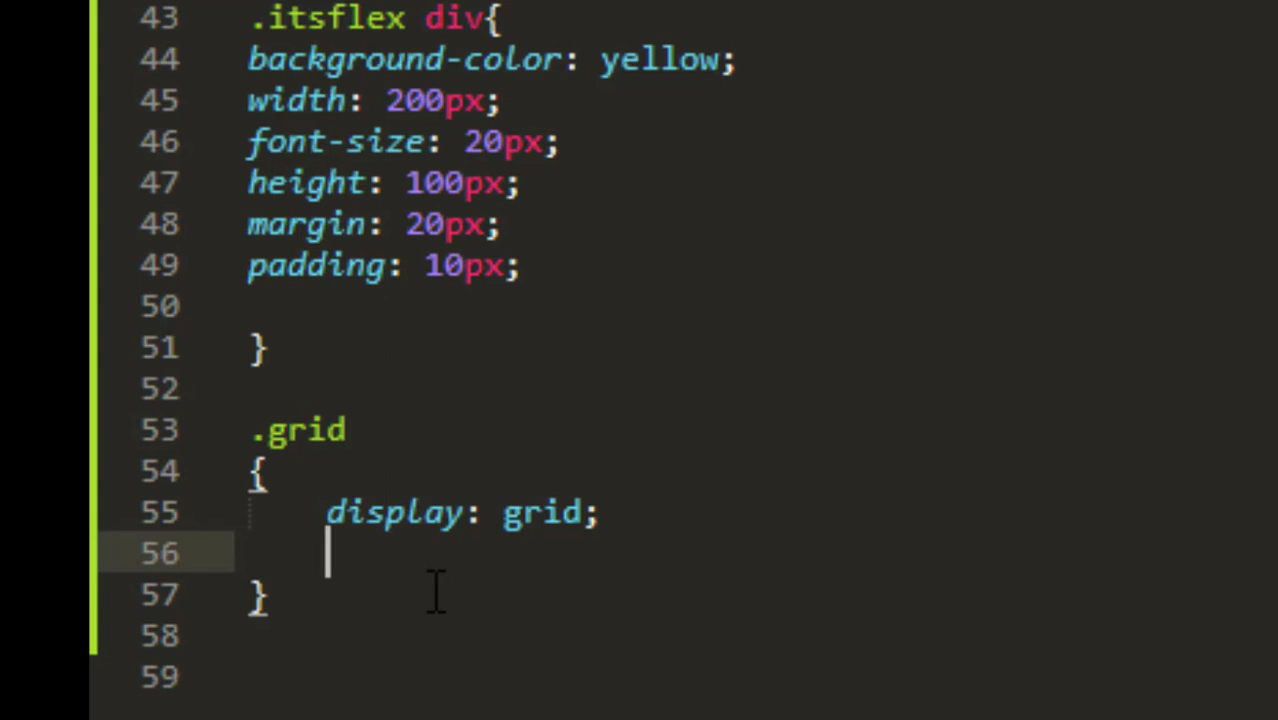 43 .itsflex div{
44 background-color: yellow;
45 width: 200px;
46 font-size: 20px;
47 height: 100px;
48 margin: 20px;
49 padding: 10px;
50
51 }
52
53 .grid
54 {
55 display: grid;
56
57 }
58
59